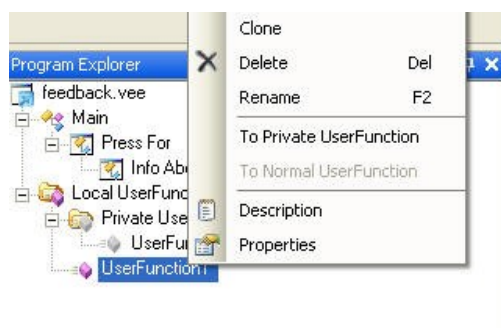 Clone
Delete Del
Rename F2
To Private UserFunction
To Normal UserFunction
Description
Properties
Program Explorer
feedback.vee
Main
Press For
Info Ab
Local UserFunc
Private Use
UserFu
UserFunction1